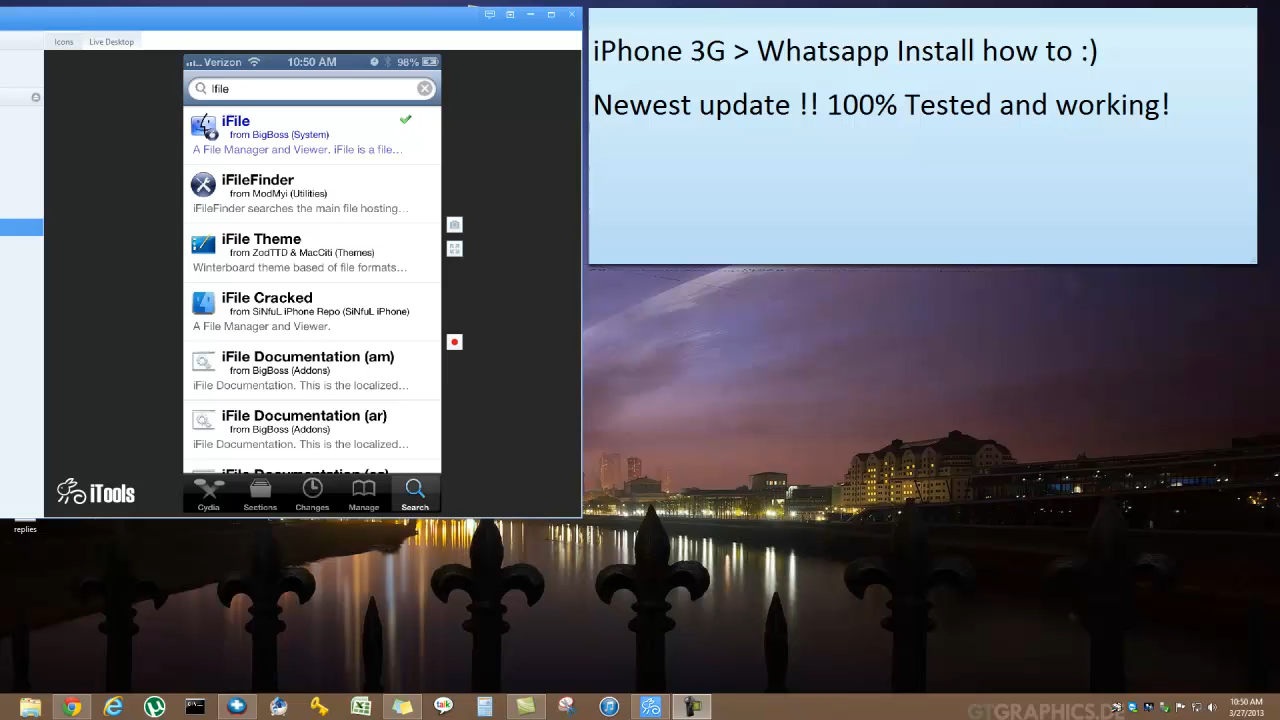 Icons
Live Desktop
Verizon
10:50 AM
98%
Ifile
iFile
from BigBoss (System)
A File Manager and Viewer. iFile is a file…
iFileFinder
from ModMyi (Utilities)
iFileFinder searches the main file hosting…
iFile Theme
from ZodTTD & MacCiti (Themes)
Winterboard theme based of file formats…
iFile Cracked
from SiNfuL iPhone Repo (SiNfuL iPhone)
A File Manager and Viewer.
iFile Documentation (am)
from BigBoss (Addons)
iFile Documentation. This is the localized…
iFile Documentation (ar)
from BigBoss (Addons)
iFile Documentation. This is the localized…
Cydia
Sections
Changes
Manage
Search
iTools
iPhone 3G > Whatsapp Install how to :)
Newest update !! 100% Tested and working!
replies
talk
GTGRAPHICS.DE
10:50 AM
3/27/2013